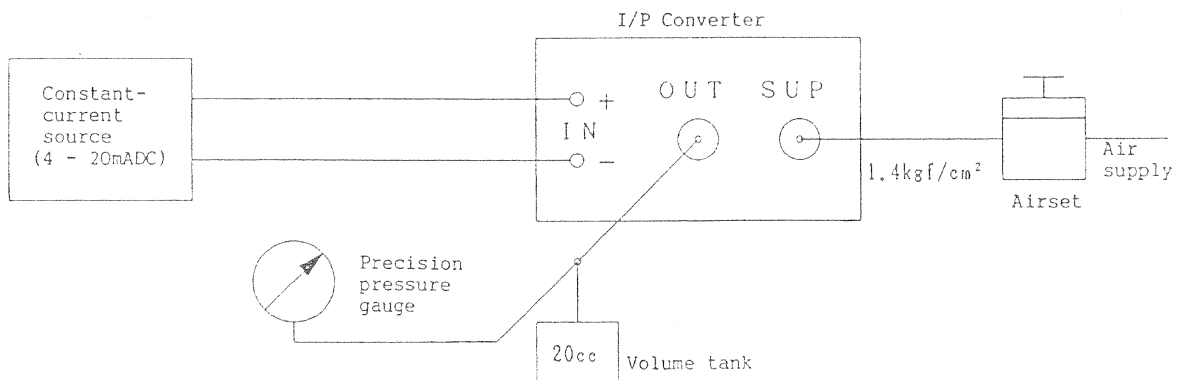 I/P Converter
Constant-
current
source
(4 - 20mADC)
+
IN
-
OUT
SUP
1.4kgf/cm²
Air
supply
Airset
Precision
pressure
gauge
20cc
Volume tank